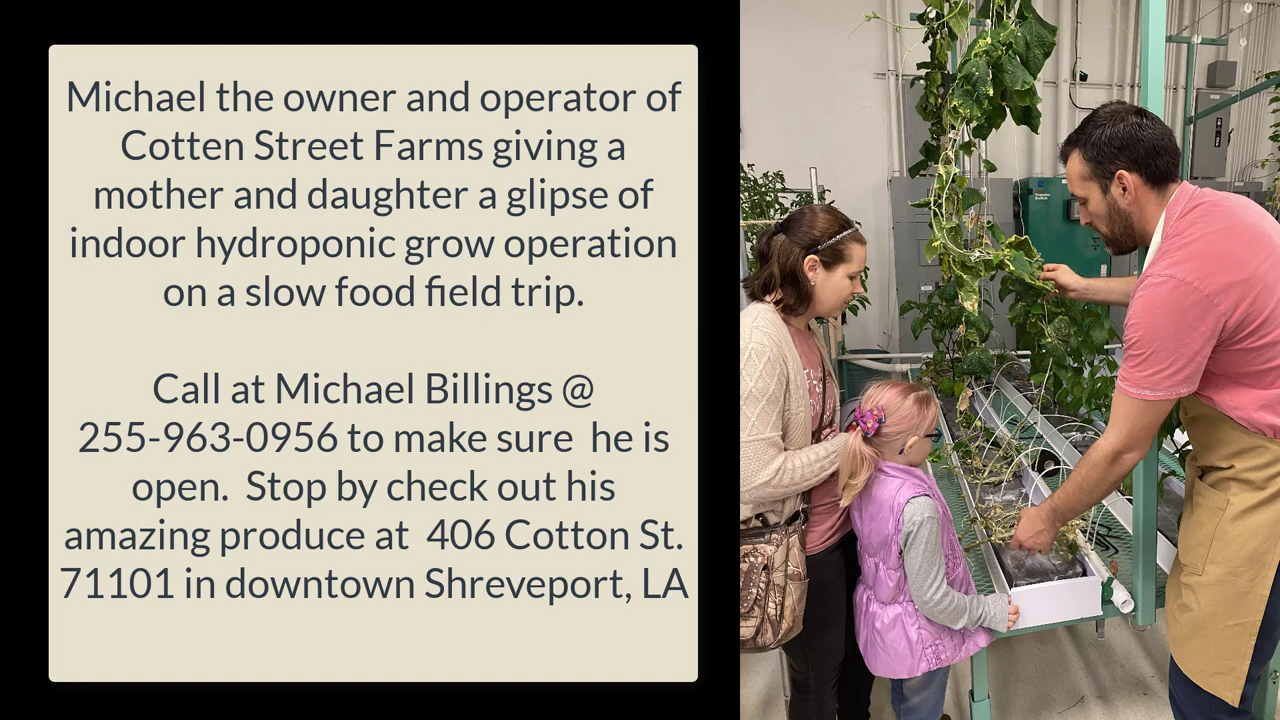 Michael the owner and operator of
Cotten Street Farms giving a
mother and daughter a glipse of
indoor hydroponic grow operation
on a slow food field trip.
Call at Michael Billings @
255-963-0956 to make sure  he is
open.  Stop by check out his
amazing produce at  406 Cotton St.
71101 in downtown Shreveport, LA
Transfer
Switch